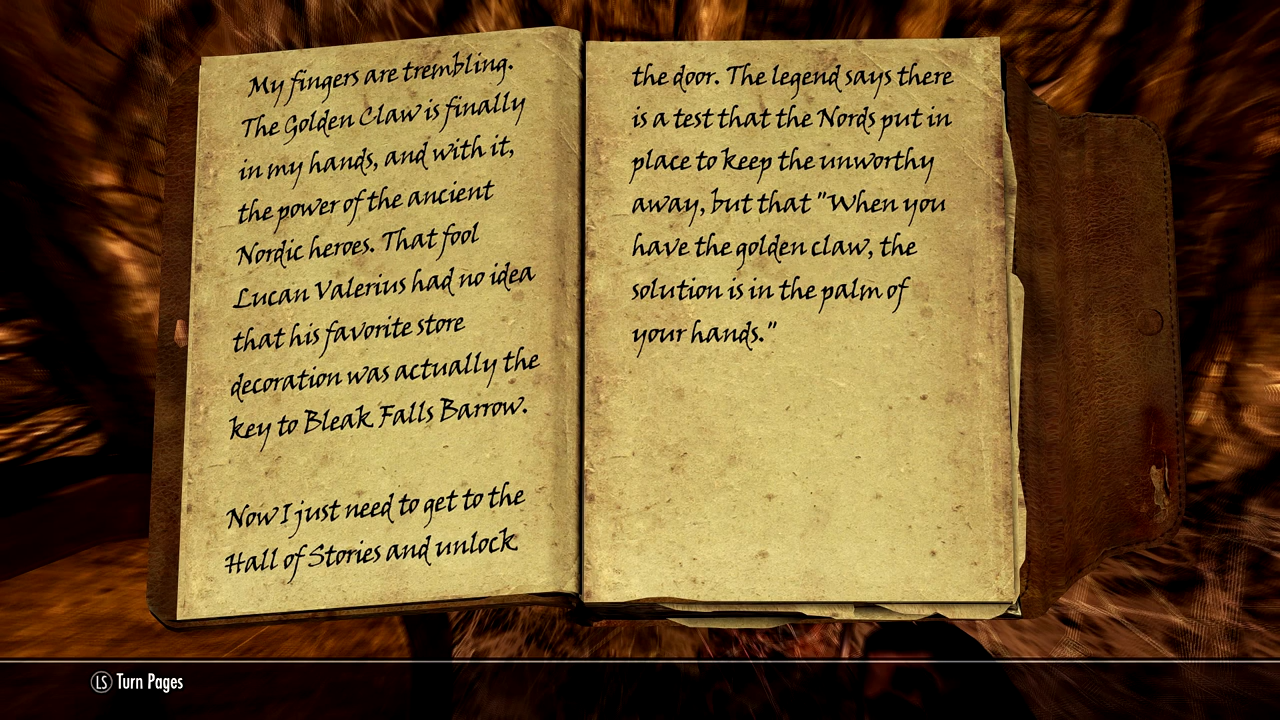 My fingers are trembling.
The Golden Claw is finally
in my hands, and with it,
the power of the ancient
Nordic heroes. That fool
Lucan Valerius had no idea
that his favorite store
decoration was actually the
key to Bleak Falls Barrow.
Now I just need to get to the
Hall of Stories and unlock
the door. The legend says there
is a test that the Nords put in
place to keep the unworthy
away, but that "When you
have the golden claw, the
solution is in the palm of
your hands."
LS Turn Pages